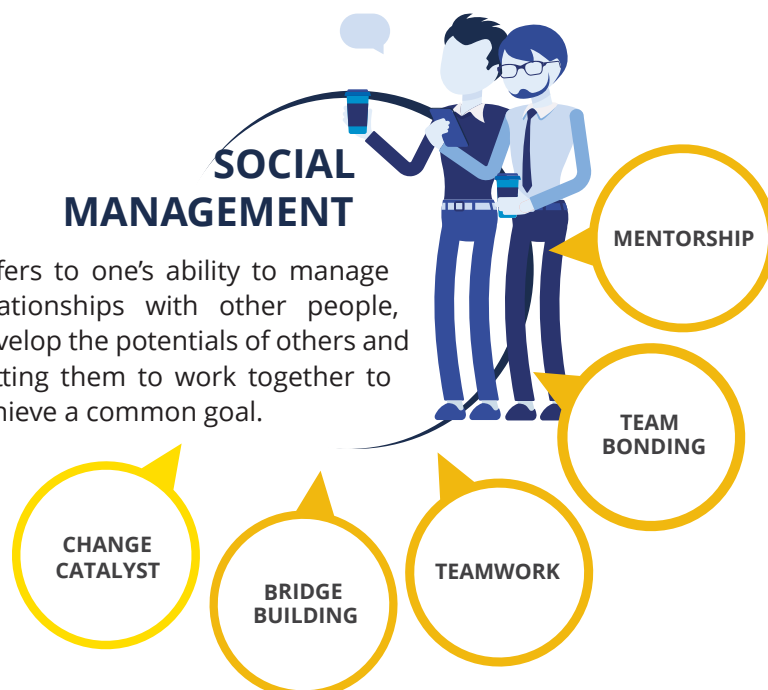 SOCIAL
MANAGEMENT
fers to one's ability to manage
ationships with other people,
velop the potentials of others and
tting them to work together to
hieve a common goal.
MENTORSHIP
TEAM
BONDING
TEAMWORK
BRIDGE
BUILDING
CHANGE
CATALYST